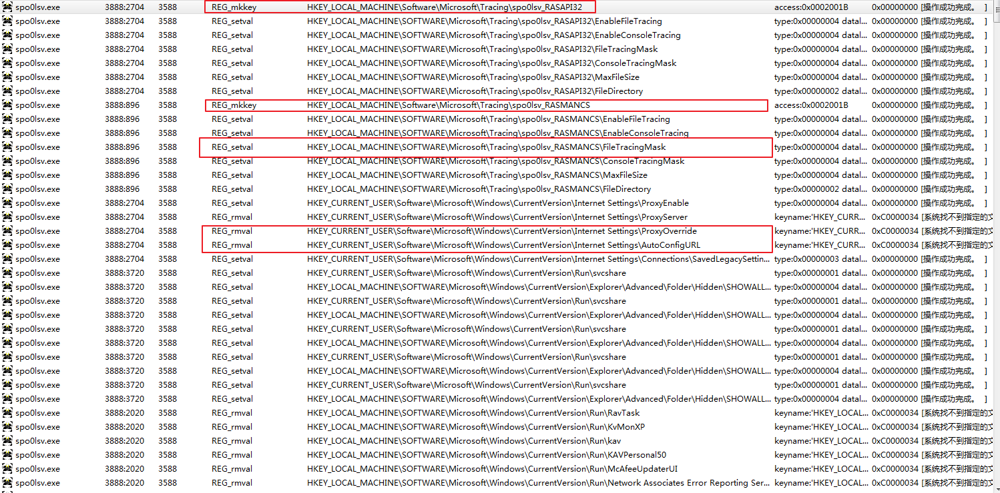 spo0lsv.exe 3888:2704 3588 REG_mkkey HKEY_LOCAL_MACHINE\Software\Microsoft\Tracing\spo0lsv_RASAPI32 access:0x0002001B 0x00000000 [操作成功完成。 ]
spo0lsv.exe 3888:2704 3588 REG_setval HKEY_LOCAL_MACHINE\SOFTWARE\Microsoft\Tracing\spo0lsv_RASAPI32\EnableFileTracing type:0x00000004 datal... 0x00000000 [操作成功完成。 ]
spo0lsv.exe 3888:2704 3588 REG_setval HKEY_LOCAL_MACHINE\SOFTWARE\Microsoft\Tracing\spo0lsv_RASAPI32\EnableConsoleTracing type:0x00000004 datal... 0x00000000 [操作成功完成。 ]
spo0lsv.exe 3888:2704 3588 REG_setval HKEY_LOCAL_MACHINE\SOFTWARE\Microsoft\Tracing\spo0lsv_RASAPI32\FileTracingMask type:0x00000004 datal... 0x00000000 [操作成功完成。 ]
spo0lsv.exe 3888:2704 3588 REG_setval HKEY_LOCAL_MACHINE\SOFTWARE\Microsoft\Tracing\spo0lsv_RASAPI32\ConsoleTracingMask type:0x00000004 datal... 0x00000000 [操作成功完成。 ]
spo0lsv.exe 3888:2704 3588 REG_setval HKEY_LOCAL_MACHINE\SOFTWARE\Microsoft\Tracing\spo0lsv_RASAPI32\MaxFileSize type:0x00000004 datal... 0x00000000 [操作成功完成。 ]
spo0lsv.exe 3888:2704 3588 REG_setval HKEY_LOCAL_MACHINE\SOFTWARE\Microsoft\Tracing\spo0lsv_RASAPI32\FileDirectory type:0x00000002 datal... 0x00000000 [操作成功完成。 ]
spo0lsv.exe 3888:896 3588 REG_mkkey HKEY_LOCAL_MACHINE\Software\Microsoft\Tracing\spo0lsv_RASMANCS access:0x0002001B 0x00000000 [操作成功完成。 ]
spo0lsv.exe 3888:896 3588 REG_setval HKEY_LOCAL_MACHINE\SOFTWARE\Microsoft\Tracing\spo0lsv_RASMANCS\EnableFileTracing type:0x00000004 datal... 0x00000000 [操作成功完成。 ]
spo0lsv.exe 3888:896 3588 REG_setval HKEY_LOCAL_MACHINE\SOFTWARE\Microsoft\Tracing\spo0lsv_RASMANCS\EnableConsoleTracing type:0x00000004 datal... 0x00000000 [操作成功完成。 ]
spo0lsv.exe 3888:896 3588 REG_setval HKEY_LOCAL_MACHINE\SOFTWARE\Microsoft\Tracing\spo0lsv_RASMANCS\FileTracingMask type:0x00000004 datal... 0x00000000 [操作成功完成。 ]
spo0lsv.exe 3888:896 3588 REG_setval HKEY_LOCAL_MACHINE\SOFTWARE\Microsoft\Tracing\spo0lsv_RASMANCS\ConsoleTracingMask type:0x00000004 datal... 0x00000000 [操作成功完成。 ]
spo0lsv.exe 3888:896 3588 REG_setval HKEY_LOCAL_MACHINE\SOFTWARE\Microsoft\Tracing\spo0lsv_RASMANCS\MaxFileSize type:0x00000004 datal... 0x00000000 [操作成功完成。 ]
spo0lsv.exe 3888:896 3588 REG_setval HKEY_LOCAL_MACHINE\SOFTWARE\Microsoft\Tracing\spo0lsv_RASMANCS\FileDirectory type:0x00000002 datal... 0x00000000 [操作成功完成。 ]
spo0lsv.exe 3888:2704 3588 REG_setval HKEY_CURRENT_USER\Software\Microsoft\Windows\CurrentVersion\Internet Settings\ProxyEnable type:0x00000004 datal... 0x00000000 [操作成功完成。 ]
spo0lsv.exe 3888:2704 3588 REG_rmval HKEY_CURRENT_USER\Software\Microsoft\Windows\CurrentVersion\Internet Settings\ProxyServer keyname:'HKEY_CURR... 0xC0000034 [系统找不到指定的文
spo0lsv.exe 3888:2704 3588 REG_rmval HKEY_CURRENT_USER\Software\Microsoft\Windows\CurrentVersion\Internet Settings\ProxyOverride keyname:'HKEY_CURR... 0xC0000034 [系统找不到指定的文
spo0lsv.exe 3888:2704 3588 REG_rmval HKEY_CURRENT_USER\Software\Microsoft\Windows\CurrentVersion\Internet Settings\AutoConfigURL keyname:'HKEY_CURR... 0xC0000034 [系统找不到指定的文
spo0lsv.exe 3888:2704 3588 REG_setval HKEY_CURRENT_USER\Software\Microsoft\Windows\CurrentVersion\Internet Settings\Connections\SavedLegacySettin... type:0x00000003 datal... 0x00000000 [操作成功完成。 ]
spo0lsv.exe 3888:3720 3588 REG_setval HKEY_CURRENT_USER\Software\Microsoft\Windows\CurrentVersion\Run\svcshare type:0x00000001 datal... 0x00000000 [操作成功完成。 ]
spo0lsv.exe 3888:3720 3588 REG_setval HKEY_LOCAL_MACHINE\SOFTWARE\Microsoft\Windows\CurrentVersion\Explorer\Advanced\Folder\Hidden\SHOWALL... type:0x00000004 datal... 0x00000000 [操作成功完成。 ]
spo0lsv.exe 3888:3720 3588 REG_setval HKEY_CURRENT_USER\Software\Microsoft\Windows\CurrentVersion\Run\svcshare type:0x00000001 datal... 0x00000000 [操作成功完成。 ]
spo0lsv.exe 3888:3720 3588 REG_setval HKEY_LOCAL_MACHINE\SOFTWARE\Microsoft\Windows\CurrentVersion\Explorer\Advanced\Folder\Hidden\SHOWALL... type:0x00000004 datal... 0x00000000 [操作成功完成。 ]
spo0lsv.exe 3888:3720 3588 REG_setval HKEY_CURRENT_USER\Software\Microsoft\Windows\CurrentVersion\Run\svcshare type:0x00000001 datal... 0x00000000 [操作成功完成。 ]
spo0lsv.exe 3888:3720 3588 REG_setval HKEY_LOCAL_MACHINE\SOFTWARE\Microsoft\Windows\CurrentVersion\Explorer\Advanced\Folder\Hidden\SHOWALL... type:0x00000004 datal... 0x00000000 [操作成功完成。 ]
spo0lsv.exe 3888:3720 3588 REG_setval HKEY_CURRENT_USER\Software\Microsoft\Windows\CurrentVersion\Run\svcshare type:0x00000001 datal... 0x00000000 [操作成功完成。 ]
spo0lsv.exe 3888:3720 3588 REG_setval HKEY_LOCAL_MACHINE\SOFTWARE\Microsoft\Windows\CurrentVersion\Explorer\Advanced\Folder\Hidden\SHOWALL... type:0x00000004 datal... 0x00000000 [操作成功完成。 ]
spo0lsv.exe 3888:3720 3588 REG_setval HKEY_CURRENT_USER\Software\Microsoft\Windows\CurrentVersion\Run\svcshare type:0x00000001 datal... 0x00000000 [操作成功完成。 ]
spo0lsv.exe 3888:3720 3588 REG_setval HKEY_LOCAL_MACHINE\SOFTWARE\Microsoft\Windows\CurrentVersion\Explorer\Advanced\Folder\Hidden\SHOWALL... type:0x00000004 datal... 0x00000000 [操作成功完成。 ]
spo0lsv.exe 3888:2020 3588 REG_rmval HKEY_LOCAL_MACHINE\SOFTWARE\Microsoft\Windows\CurrentVersion\Run\RavTask keyname:'HKEY_LOCAL... 0xC0000034 [系统找不到指定的文
spo0lsv.exe 3888:2020 3588 REG_rmval HKEY_LOCAL_MACHINE\SOFTWARE\Microsoft\Windows\CurrentVersion\Run\KvMonXP keyname:'HKEY_LOCAL... 0xC0000034 [系统找不到指定的文
spo0lsv.exe 3888:2020 3588 REG_rmval HKEY_LOCAL_MACHINE\SOFTWARE\Microsoft\Windows\CurrentVersion\Run\kav keyname:'HKEY_LOCAL... 0xC0000034 [系统找不到指定的文
spo0lsv.exe 3888:2020 3588 REG_rmval HKEY_LOCAL_MACHINE\SOFTWARE\Microsoft\Windows\CurrentVersion\Run\KAVPersonal50 keyname:'HKEY_LOCAL... 0xC0000034 [系统找不到指定的文
spo0lsv.exe 3888:2020 3588 REG_rmval HKEY_LOCAL_MACHINE\SOFTWARE\Microsoft\Windows\CurrentVersion\Run\McAfeeUpdaterUI keyname:'HKEY_LOCAL... 0xC0000034 [系统找不到指定的文
spo0lsv.exe 3888:2020 3588 REG_rmval HKEY_LOCAL_MACHINE\SOFTWARE\Microsoft\Windows\CurrentVersion\Run\Network Associates Error Reporting Ser... keyname:'HKEY_LOCAL... 0xC0000034 [系统找不到指定的文